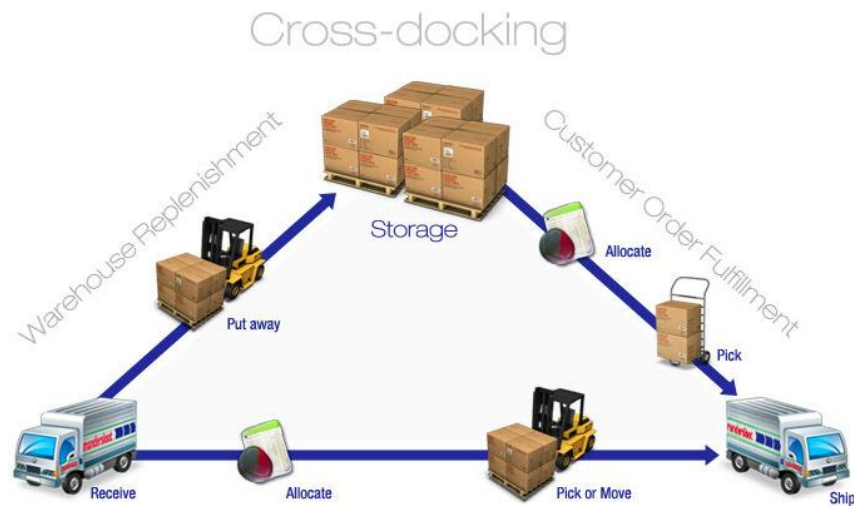 Cross-docking
Warehouse Replenishment
Customer Order Fulfillment
Storage
Allocate
Put away
Pick
Receive
Allocate
Pick or Move
Ship